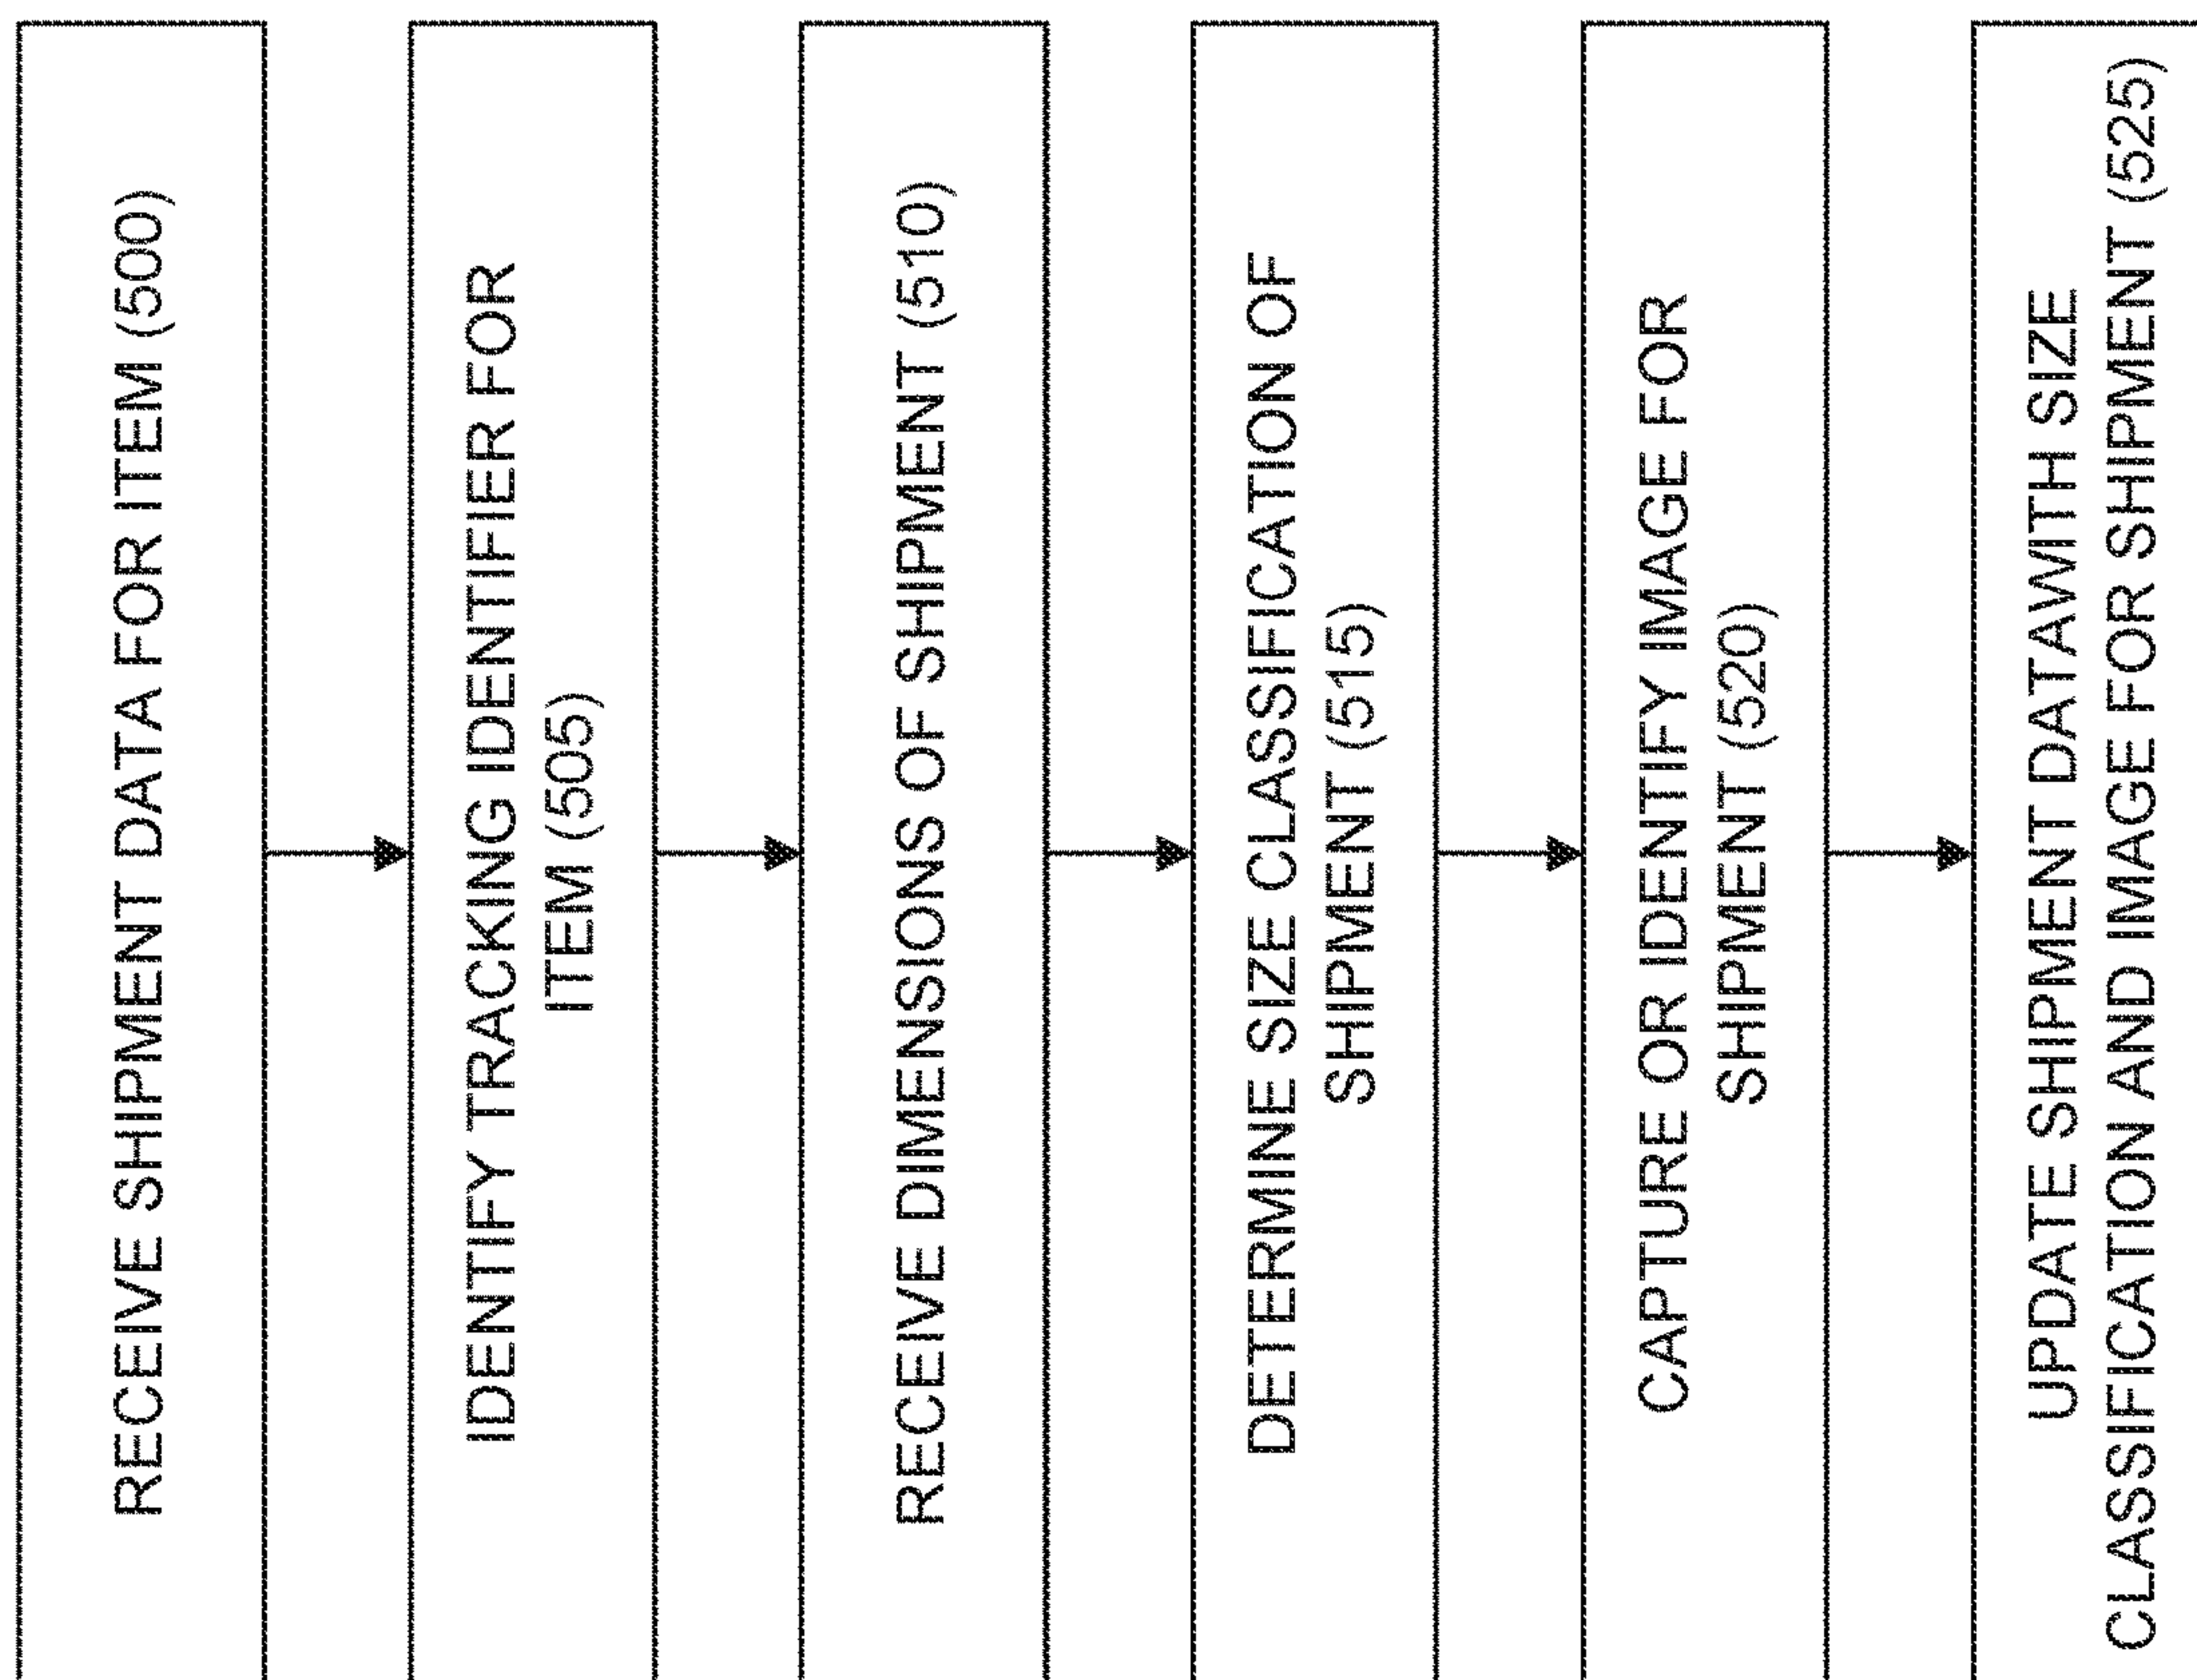 RECEIVE SHIPMENT DATA FOR ITEM (500)
IDENTIFY TRACKING IDENTIFIER FOR
ITEM (505)
RECEIVE DIMENSIONS OF SHIPMENT (510)
DETERMINE SIZE CLASSIFICATION OF
SHIPMENT (515)
CAPTURE OR IDENTIFY IMAGE FOR
SHIPMENT (520)
UPDATE SHIPMENT DATAWITH SIZE
CLASSIFICATION AND IMAGE FOR SHIPMENT (525)